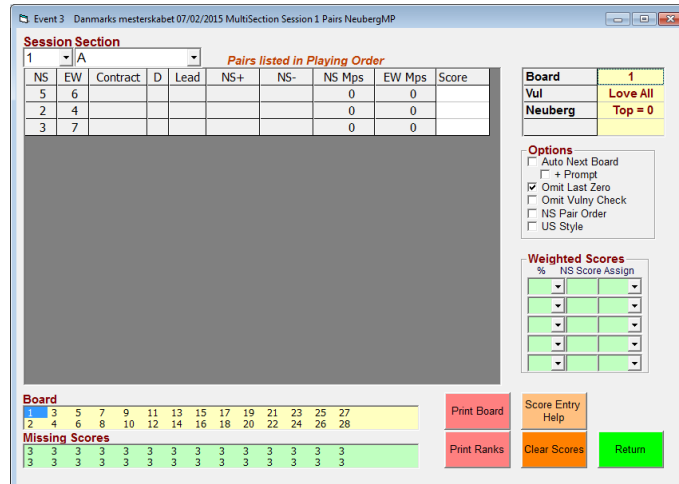 Event 3 Danmarks mesterskabet 07/02/2015 MultiSection Session 1 Pairs NeubergMP
Session Section
1 A
Pairs listed in Playing Order
NS EW Contract D Lead NS+ NS- NS Mps EW Mps Score
5 6 0 0
2 4 0 0
3 7 0 0
Board 1
Vul Love All
Neuberg Top = 0
Options
Auto Next Board
+ Prompt
Omit Last Zero
Omit Vulny Check
NS Pair Order
US Style
Weighted Scores
% NS Score Assign
Board
1 3 5 7 9 11 13 15 17 19 21 23 25 27
2 4 6 8 10 12 14 16 18 20 22 24 26 28
Missing Scores
3 3 3 3 3 3 3 3 3 3 3 3 3 3
3 3 3 3 3 3 3 3 3 3 3 3 3 3
Print Board
Score Entry
Help
Print Ranks
Clear Scores
Return